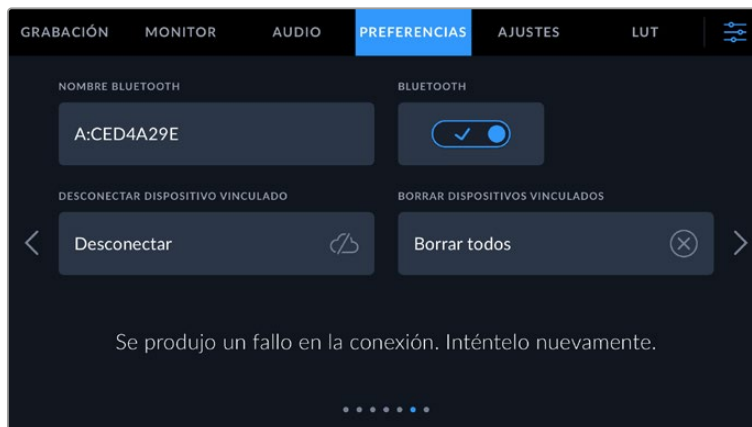 GRABACIÓN MONITOR AUDIO PREFERENCIAS AJUSTES LUT
NOMBRE BLUETOOTH BLUETOOTH
A:CED4A29E
DESCONECTAR DISPOSITIVO VINCULADO BORRAR DISPOSITIVOS VINCULADOS
Desconectar Borrar todos
Se produjo un fallo en la conexión. Inténtelo nuevamente.